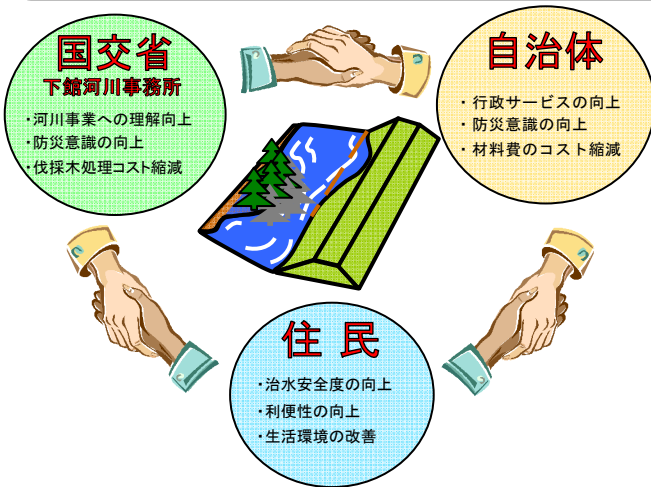 国交省
下館河川事務所
・河川事業への理解向上
・防災意識の向上
・伐採木処理コスト縮減
自治体
・行政サービスの向上
・防災意識の向上
・材料費のコスト縮減
住 民
・治水安全度の向上
・利便性の向上
・生活環境の改善